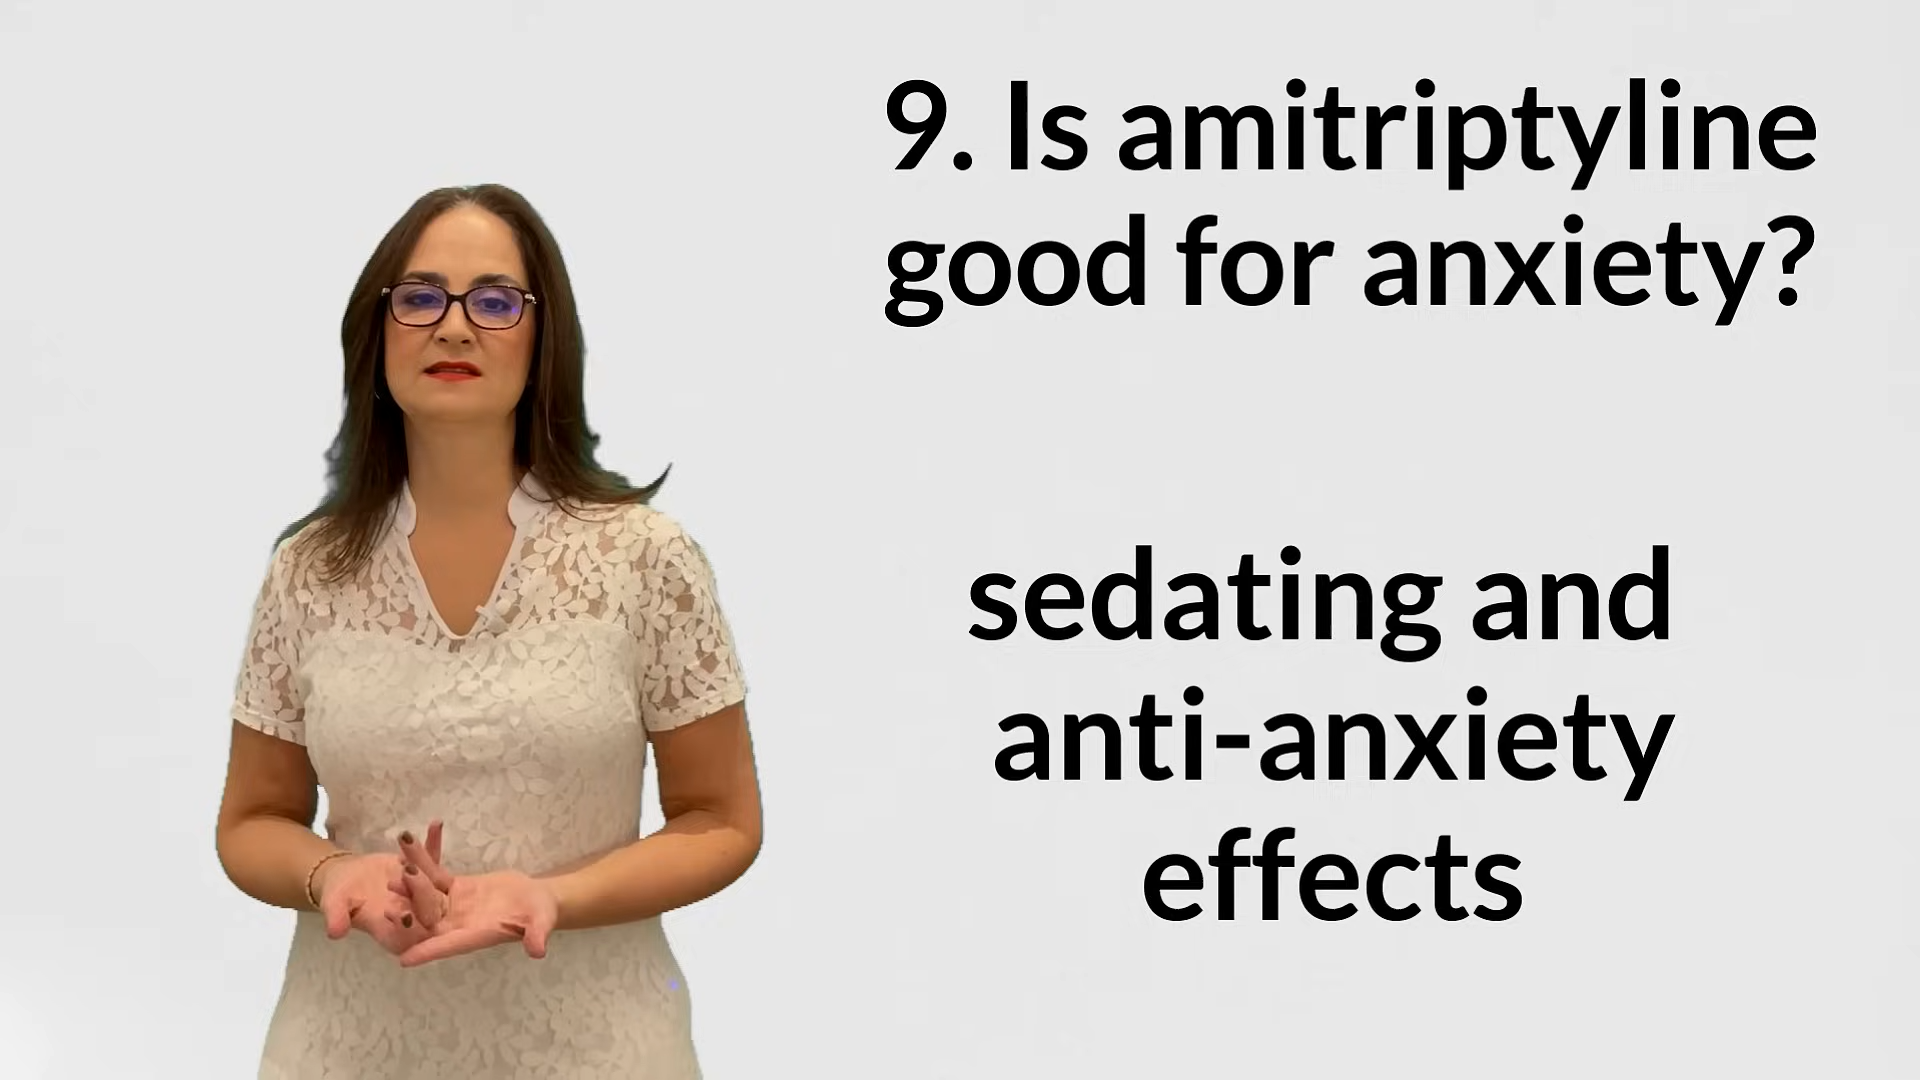 9. Is amitriptyline
good for anxiety?
sedating and
anti-anxiety
effects